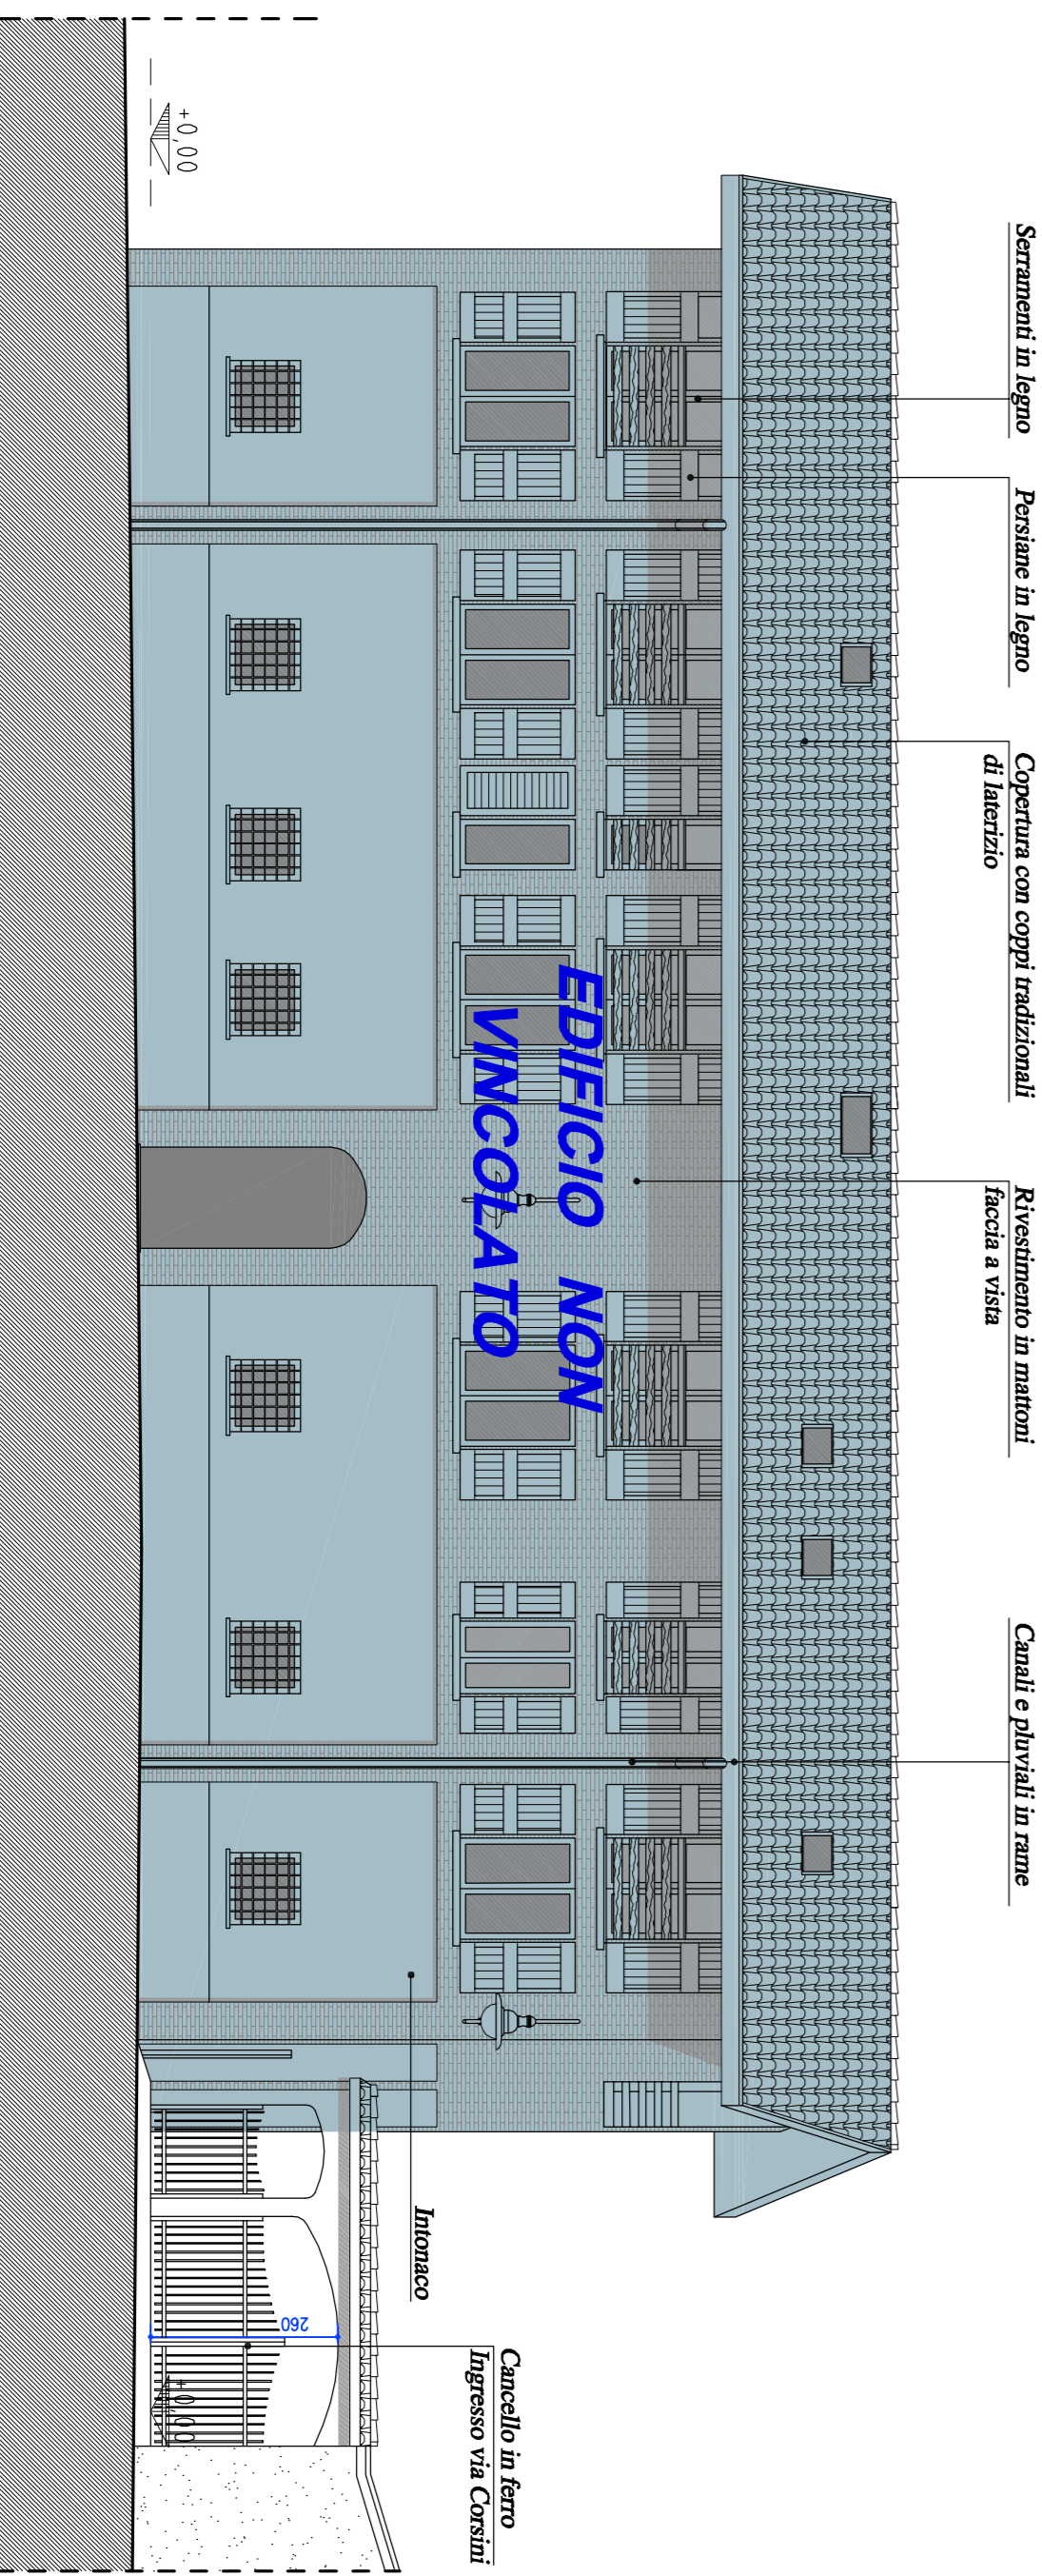 Serramenti in legno
Persiane in legno
Copertura con coppi tradizionali
di laterizio
Rivestimento in mattoni
faccia a vista
Canali e pluviali in rame
EDIFICIO NON
VINCOLATO
Intonaco
Cancello in ferro
Ingresso via Corsini
260
+0,00
+0,00